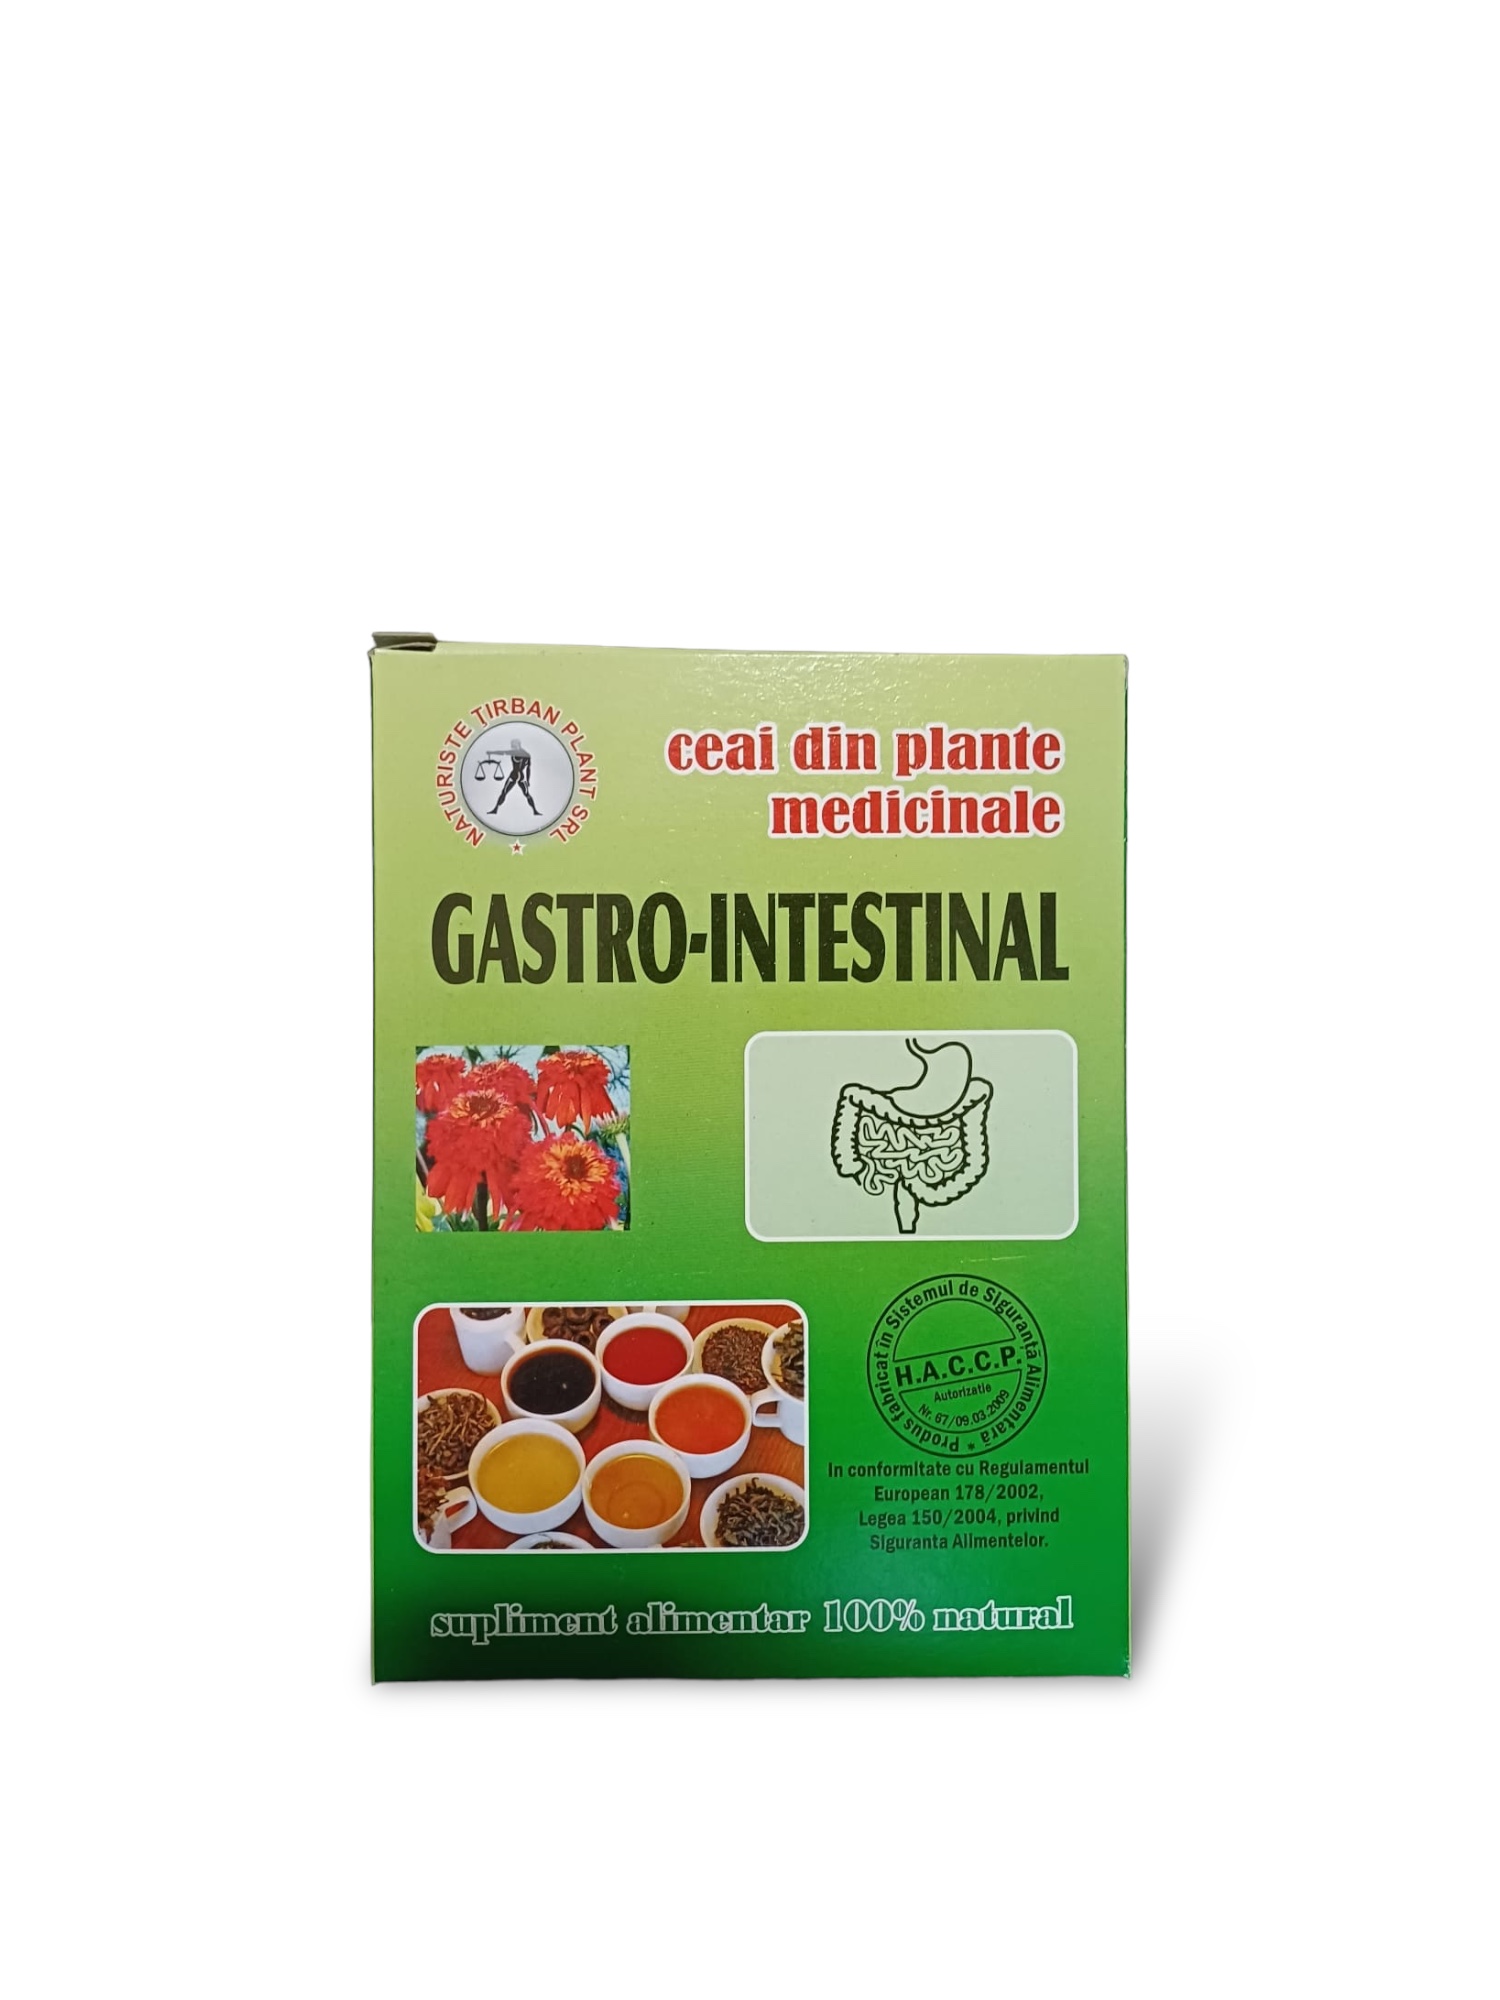 NATURISTE ȚIRBAN PLANT SRL
ceai din plante
medicinale
GASTRO-INTESTINAL
Produs fabricat în Sistemul de Siguranță Alimentară *
H.A.C.C.P.
Autorizatie
Nr. 67/09.03.2009
In conformitate cu Regulamentul
European 178/2002,
Legea 150/2004, privind
Siguranta Alimentelor.
supliment alimentar 100% natural